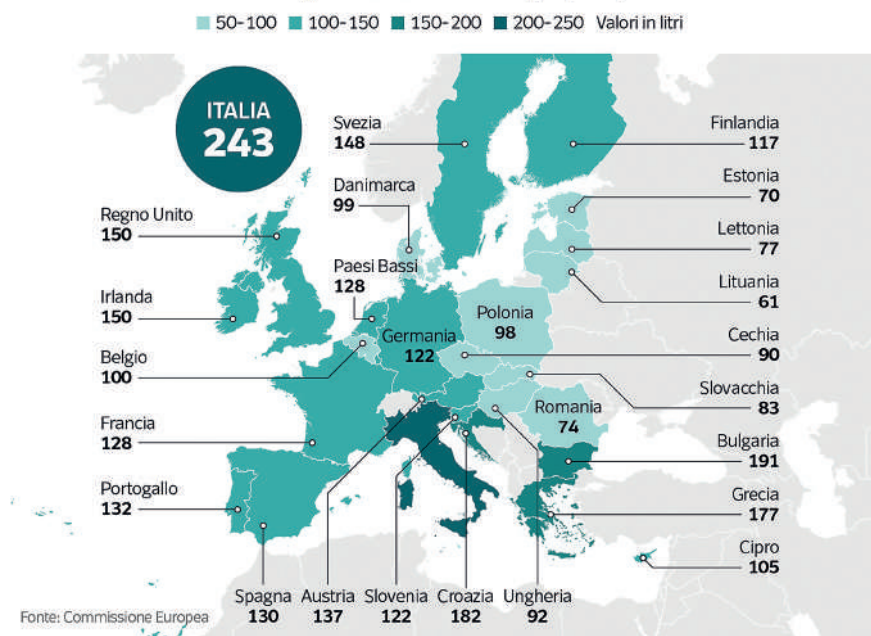 50-100 100-150 150-200 200-250 Valori in litri
ITALIA
243
Svezia
148
Finlandia
117
Danimarca
99
Estonia
70
Regno Unito
150
Lettonia
77
Paesi Bassi
128
Lituania
61
Irlanda
150
Polonia
98
Germania
122
Cechia
90
Belgio
100
Slovacchia
83
Romania
74
Francia
128
Bulgaria
191
Portogallo
132
Grecia
177
Cipro
105
Spagna
130
Austria
137
Slovenia
122
Croazia
182
Ungheria
92
Fonte: Commissione Europea